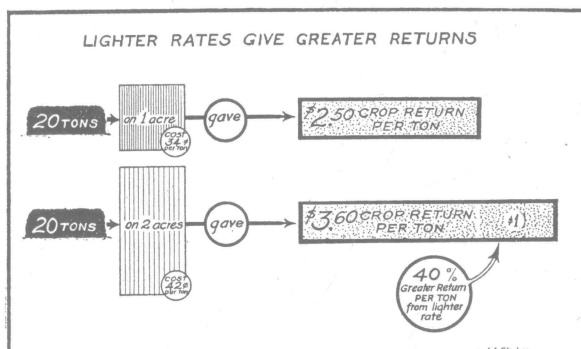 LIGHTER RATES GIVE GREATER RETURNS
20 TONS
on 1 acre
COST
34¢
per ton
gave
$2.50 CROP RETURN
PER TON
20 TONS
on 2 acres
COST
42¢
per ton
gave
$3.60 CROP RETURN
PER TON
$1)
40%
Greater Return
PER TON
from lighter
rate